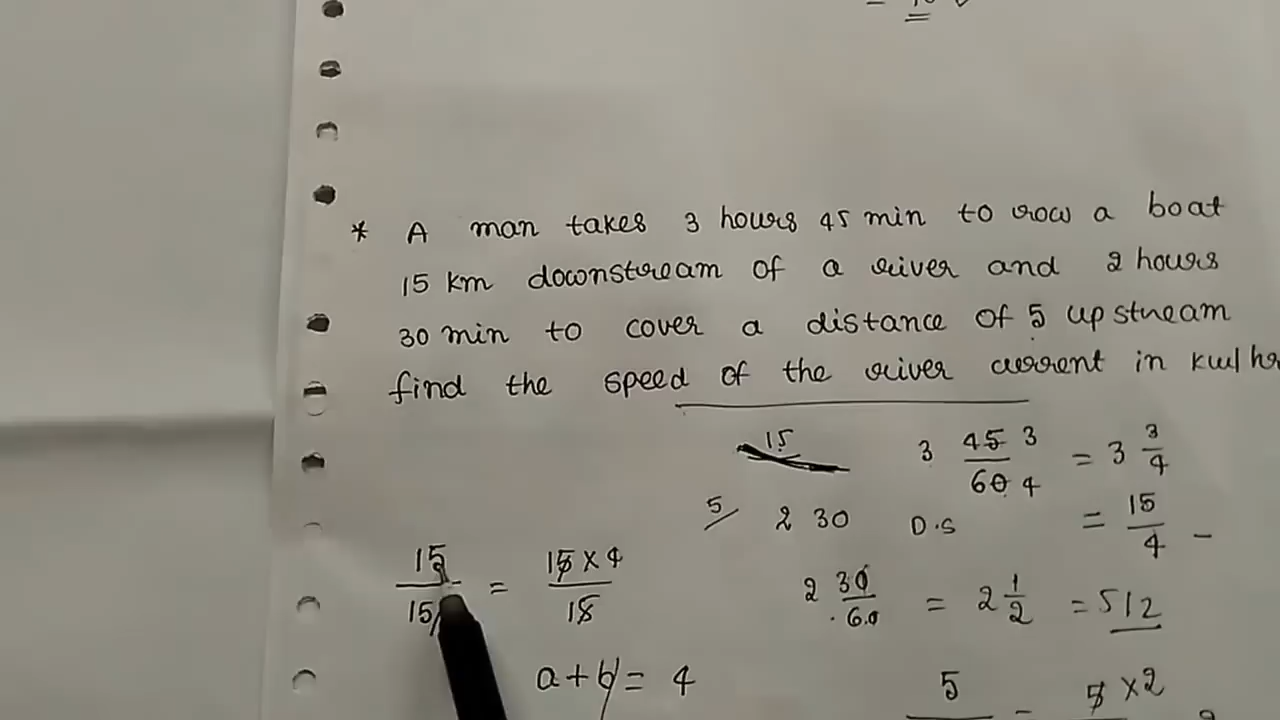 * A man takes 3 hours 45 min to row a boat
15 km downstream of a river and 2 hours
30 min to cover a distance of 5 upstream
find the speed of the river current in km/hr
15 3 45/60 3/4 = 3 3/4
5/ 2 30 D.S = 15/4 -
15/15/ = 15 x 4/15 2 30/60 = 2 1/2 = 512
a + b = 4 5 - 5 x 2